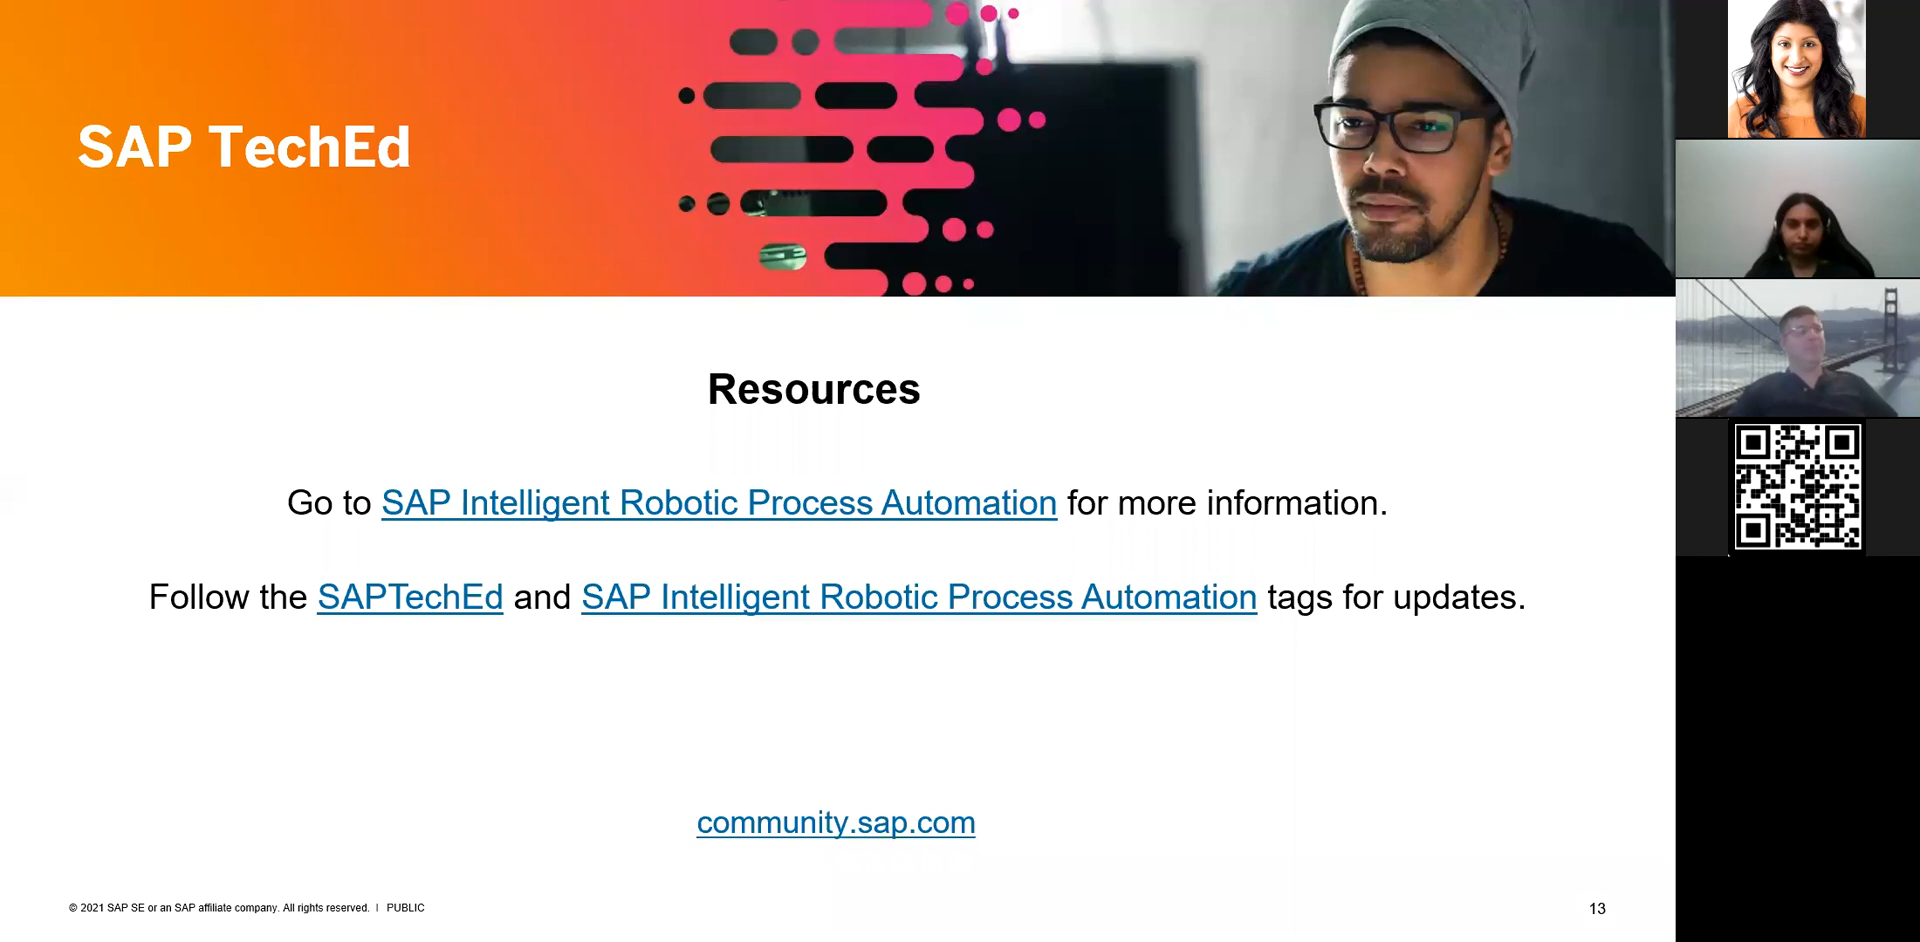 SAP TechEd
Resources
Go to SAP Intelligent Robotic Process Automation for more information.
Follow the SAPTechEd and SAP Intelligent Robotic Process Automation tags for updates.
community.sap.com
© 2021 SAP SE or an SAP affiliate company. All rights reserved. | PUBLIC
13